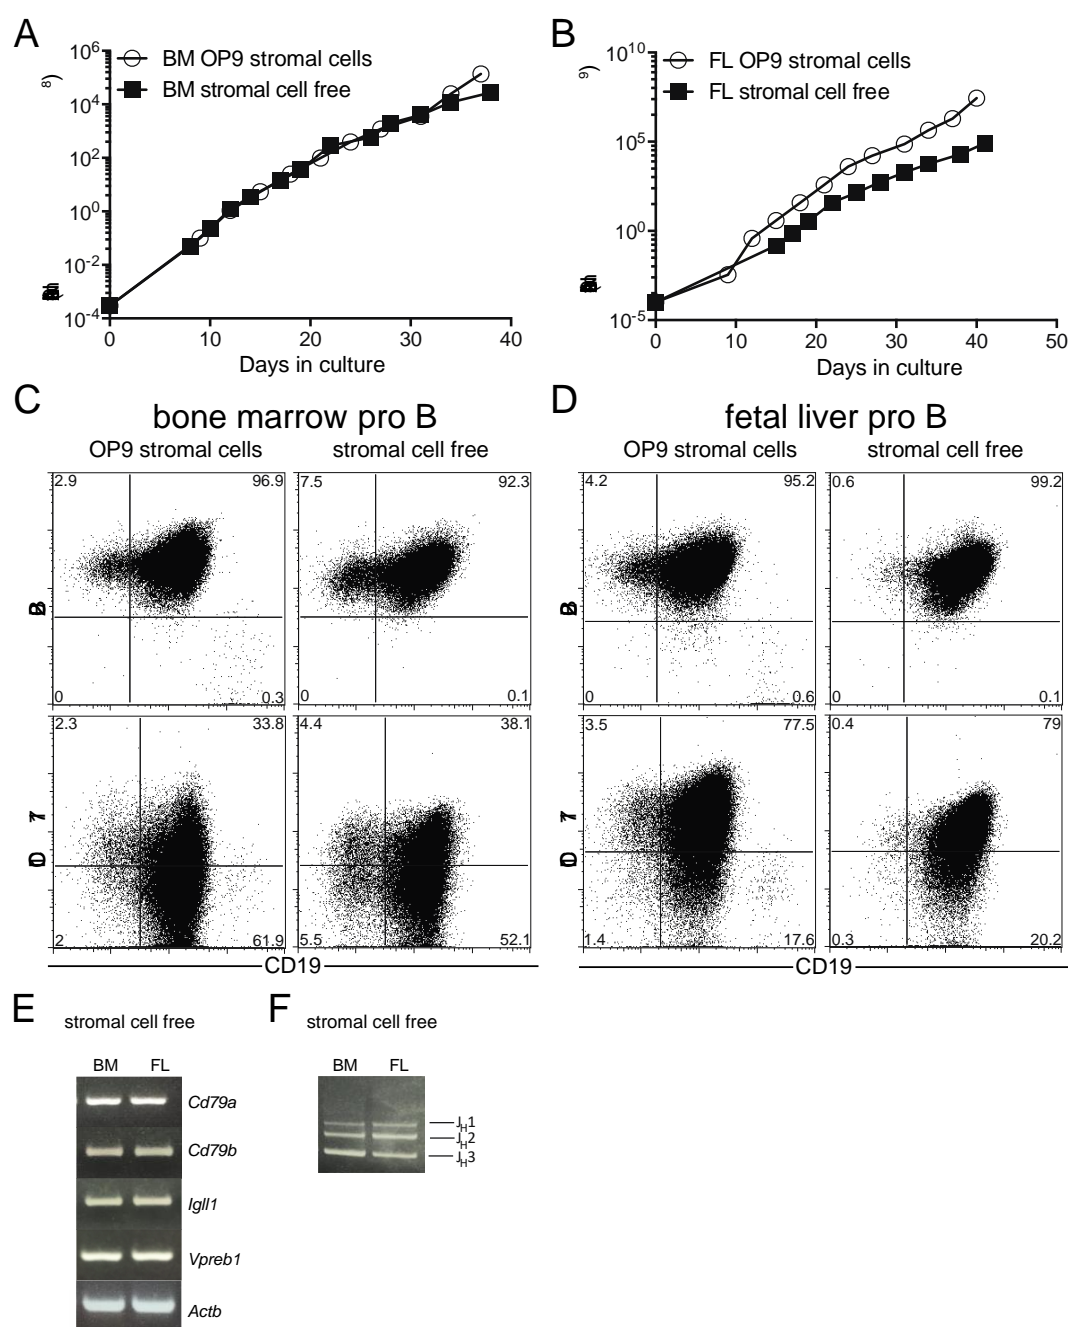 A
10^6
10^4
10^2
10^0
10^-2
10^-4
8)
BM OP9 stromal cells
BM stromal cell free
0
10
20
30
40
Days in culture
B
10^10
10^5
10^0
10^-5
9)
FL OP9 stromal cells
FL stromal cell free
0
10
20
30
40
50
Days in culture
C
bone marrow pro B
OP9 stromal cells
stromal cell free
2.9
96.9
0
0.3
7.5
92.3
0
0.1
2.3
33.8
2
61.9
4.4
38.1
5.5
52.1
CD19
D
fetal liver pro B
OP9 stromal cells
stromal cell free
4.2
95.2
0
0.6
0.6
99.2
0
0.1
3.5
77.5
1.4
17.6
0.4
79
0.3
20.2
CD19
E
stromal cell free
BM FL
Cd79a
Cd79b
Igll1
Vpreb1
Actb
F
stromal cell free
BM FL
JH1
JH2
JH3